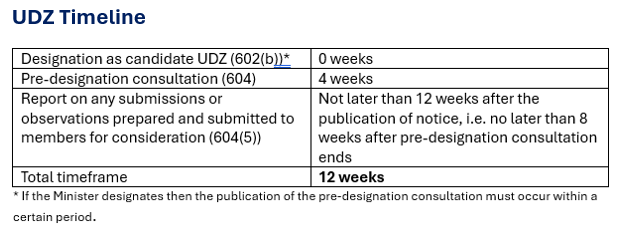 UDZ Timeline
Designation as candidate UDZ (602(b))* 0 weeks
Pre-designation consultation (604) 4 weeks
Report on any submissions or
observations prepared and submitted to
members for consideration (604(5))
Not later than 12 weeks after the
publication of notice, i.e. no later than 8
weeks after pre-designation consultation
ends
Total timeframe 12 weeks
* If the Minister designates then the publication of the pre-designation consultation must occur within a
certain period.